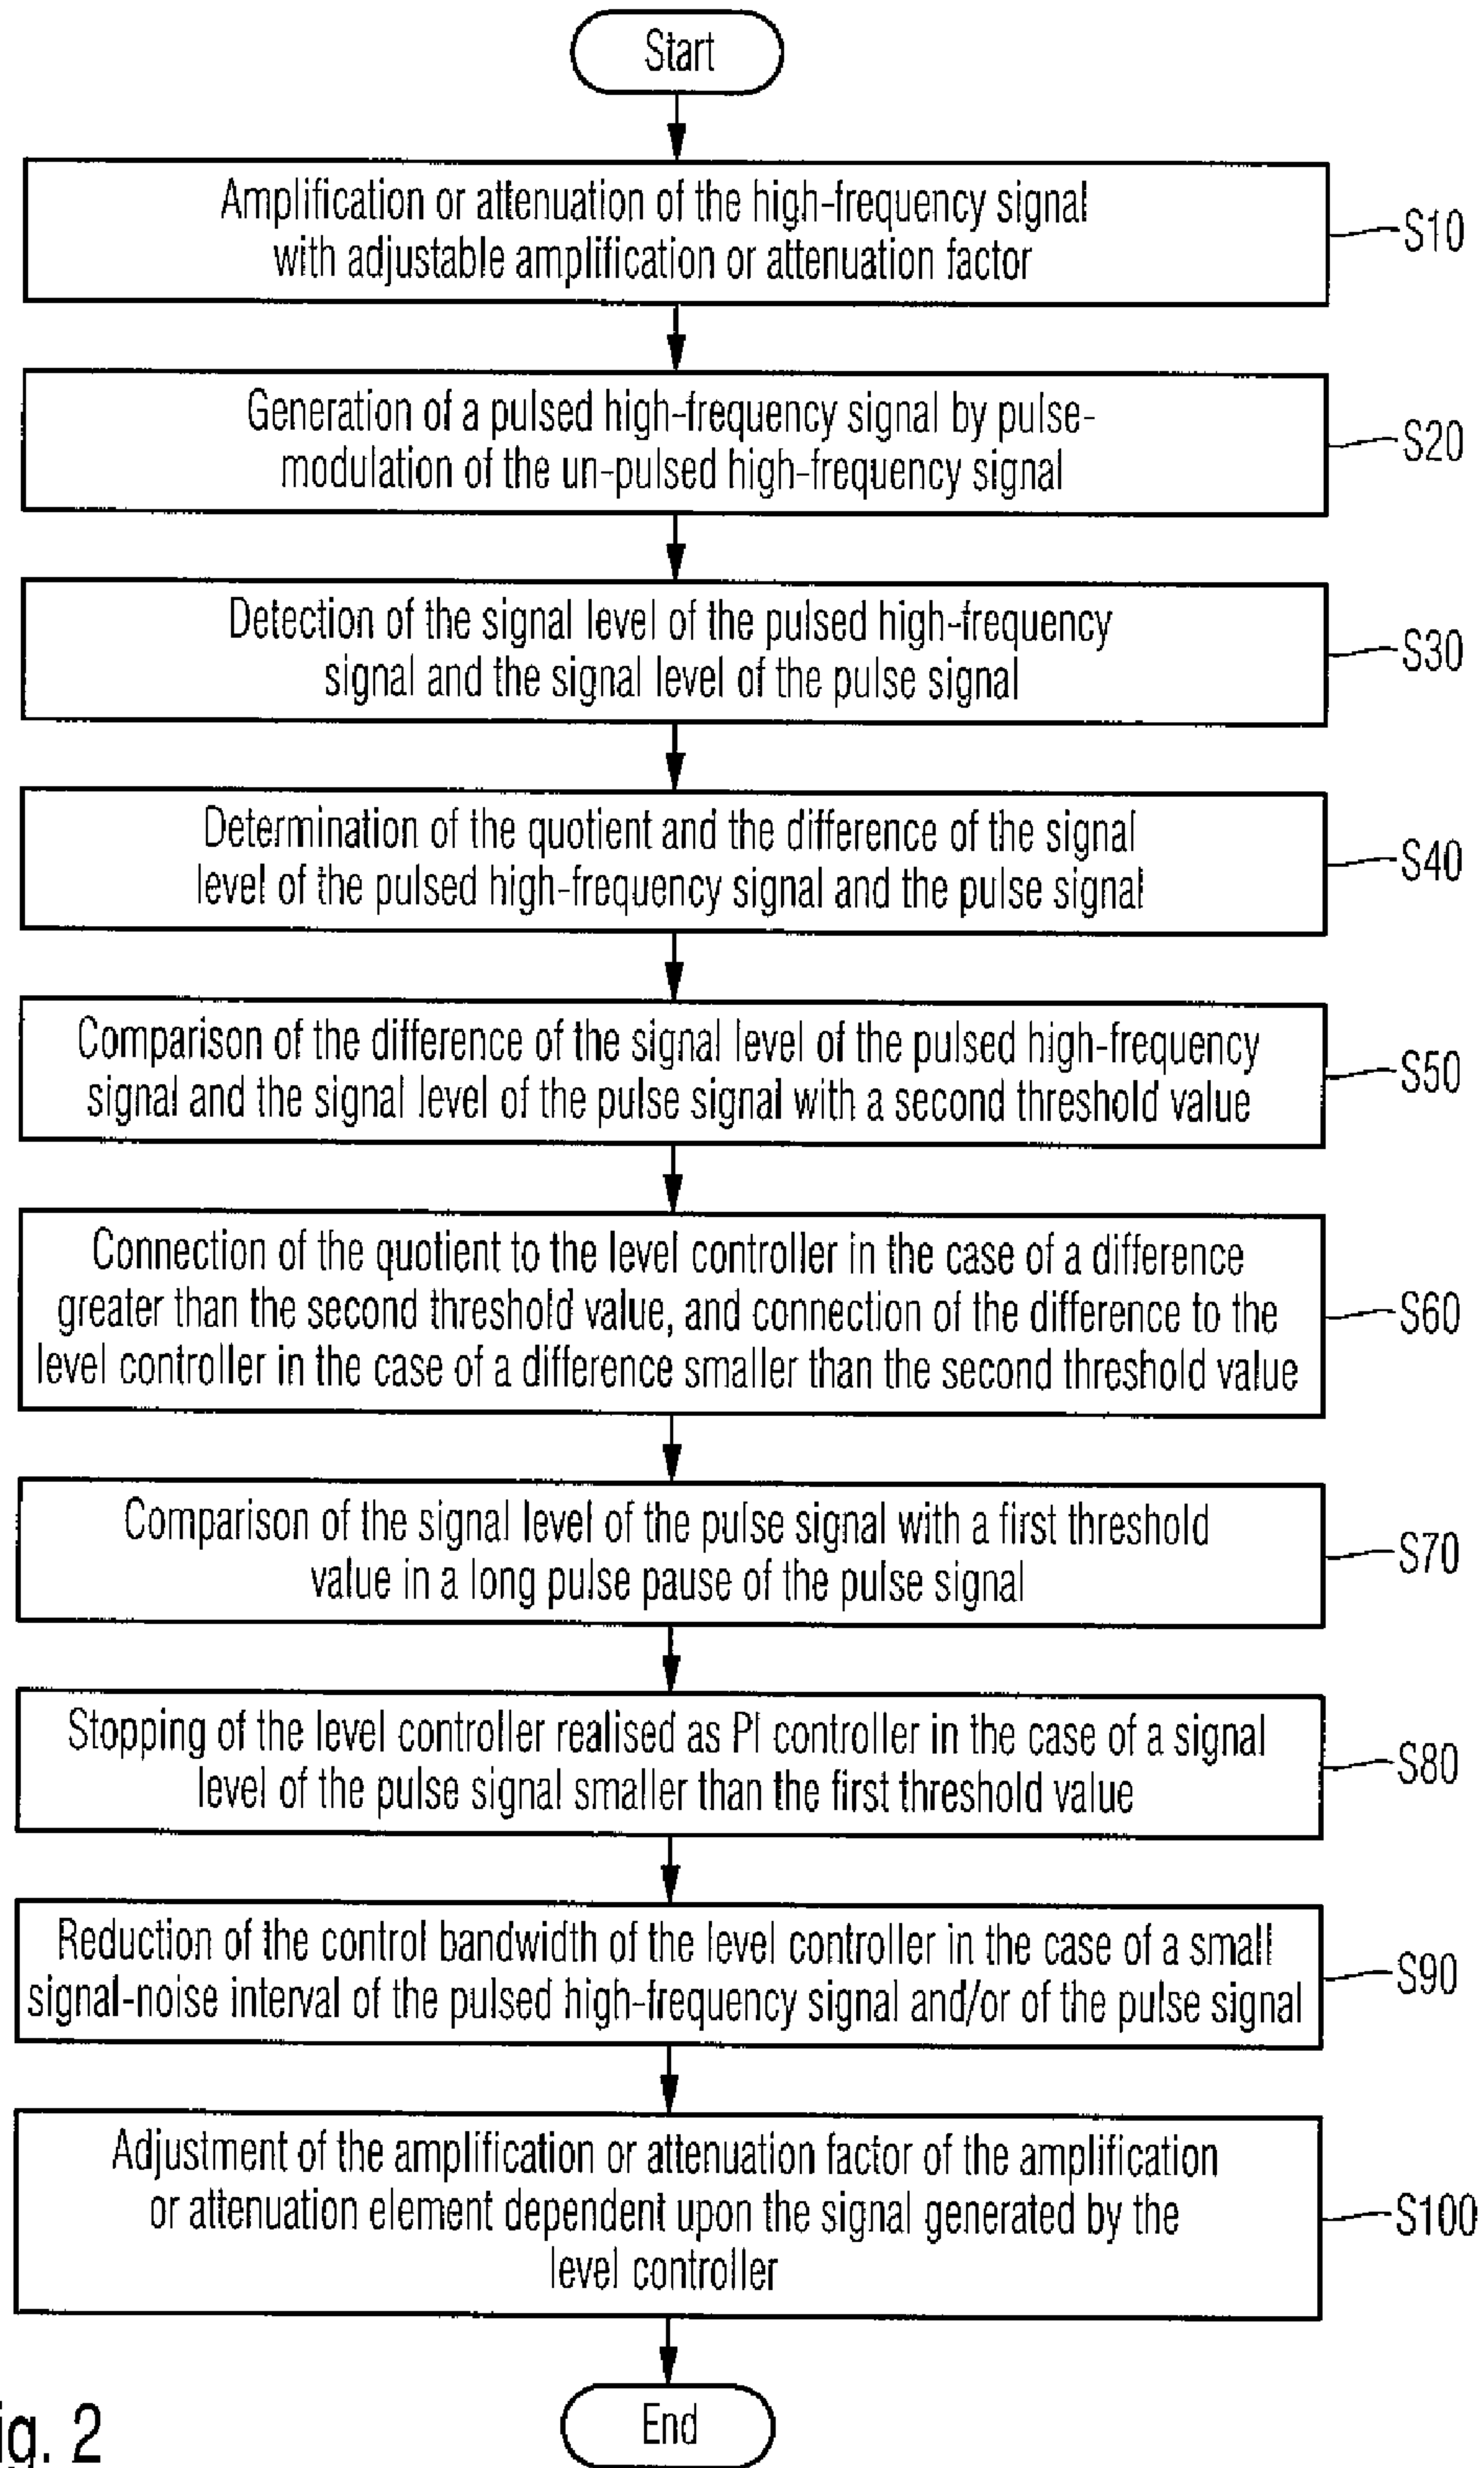 Start
Amplification or attenuation of the high-frequency signal
with adjustable amplification or attenuation factor
S10
Generation of a pulsed high-frequency signal by pulse-
modulation of the un-pulsed high-frequency signal
S20
Detection of the signal level of the pulsed high-frequency
signal and the signal level of the pulse signal
S30
Determination of the quotient and the difference of the signal
level of the pulsed high-frequency signal and the pulse signal
S40
Comparison of the difference of the signal level of the pulsed high-frequency
signal and the signal level of the pulse signal with a second threshold value
S50
Connection of the quotient to the level controller in the case of a difference
greater than the second threshold value, and connection of the difference to the
level controller in the case of a difference smaller than the second threshold value
S60
Comparison of the signal level of the pulse signal with a first threshold
value in a long pulse pause of the pulse signal
S70
Stopping of the level controller realised as PI controller in the case of a signal
level of the pulse signal smaller than the first threshold value
S80
Reduction of the control bandwidth of the level controller in the case of a small
signal-noise interval of the pulsed high-frequency signal and/or of the pulse signal
S90
Adjustment of the amplification or attenuation factor of the amplification
or attenuation element dependent upon the signal generated by the
level controller
S100
End
ig. 2